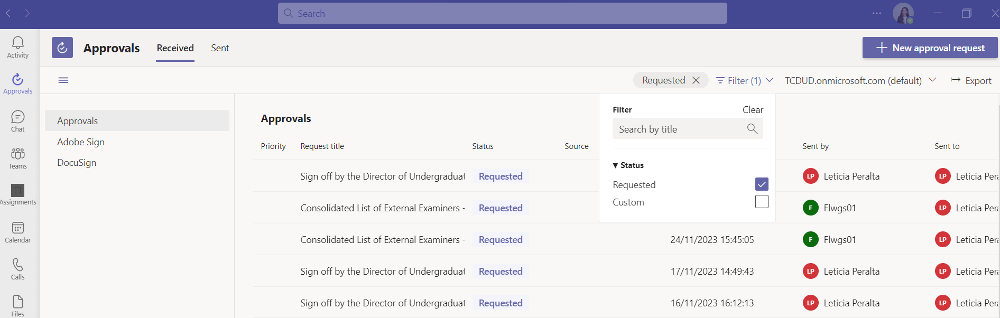 Search
Activity
Approvals
Chat
Teams
Assignments
Calendar
Calls
Files
Approvals Received Sent
New approval request
Requested Filter (1) TCDUD.onmicrosoft.com (default) Export
Approvals
Adobe Sign
DocuSign
Approvals
Priority Request title Status Source Sent by Sent to
Sign off by the Director of Undergraduat Requested LP Leticia Peralta LP Leticia Pera
Consolidated List of External Examiners - Requested F Flwgs01 LP Leticia Pera
Consolidated List of External Examiners - Requested 24/11/2023 15:45:05 F Flwgs01 LP Leticia Pera
Sign off by the Director of Undergraduat Requested 17/11/2023 14:49:43 LP Leticia Peralta LP Leticia Pera
Sign off by the Director of Undergraduat Requested 16/11/2023 16:12:13 LP Leticia Peralta LP Leticia Pera
Filter Clear
Search by title
Status
Requested
Custom